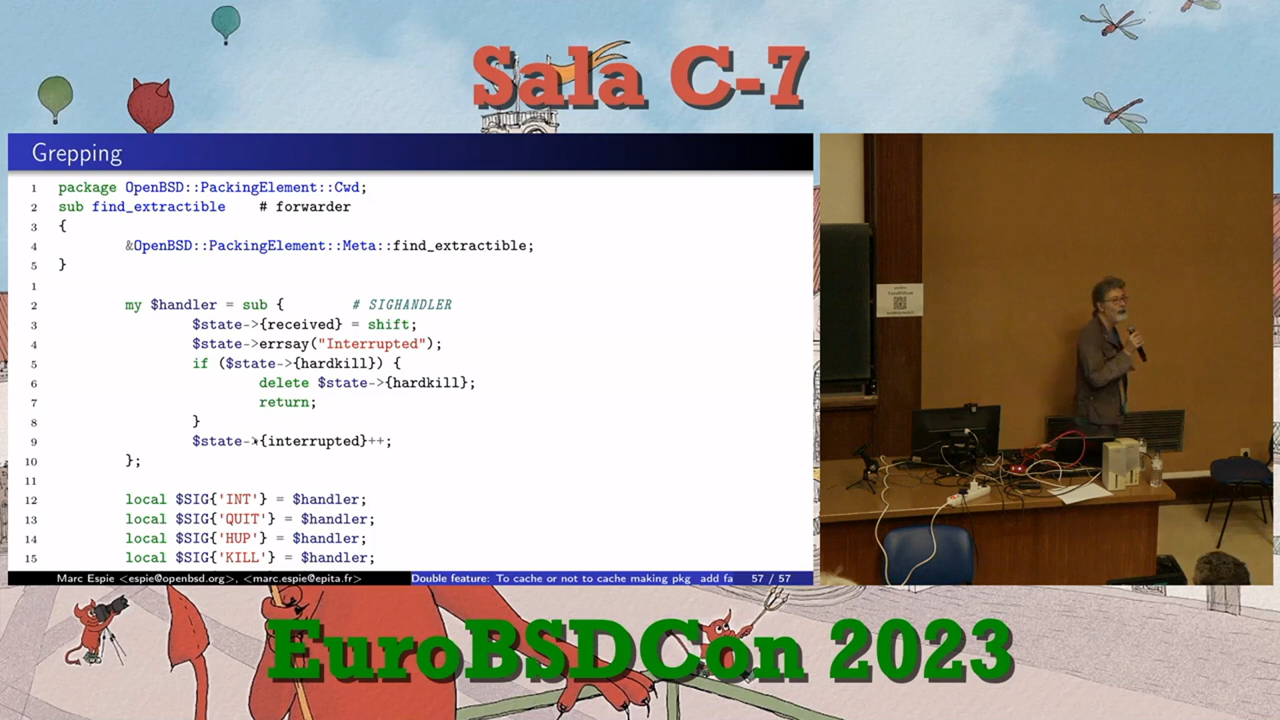 Sala C-7
Grepping
1 package OpenBSD::PackingElement::Cwd;
2 sub find_extractible # forwarder
3 {
4 &OpenBSD::PackingElement::Meta::find_extractible;
5 }
1
2 my $handler = sub { # SIGHANDLER
3 $state->{received} = shift;
4 $state->errsay("Interrupted");
5 if ($state->{hardkill}) {
6 delete $state->{hardkill};
7 return;
8 }
9 $state->{interrupted}++;
10 };
11
12 local $SIG{'INT'} = $handler;
13 local $SIG{'QUIT'} = $handler;
14 local $SIG{'HUP'} = $handler;
15 local $SIG{'KILL'} = $handler;
Marc Espie <espie@openbsd.org>, <marc.espie@epita.fr> Double feature: To cache or not to cache making pkg_add fa 57 / 57
EuroBSDCon 2023